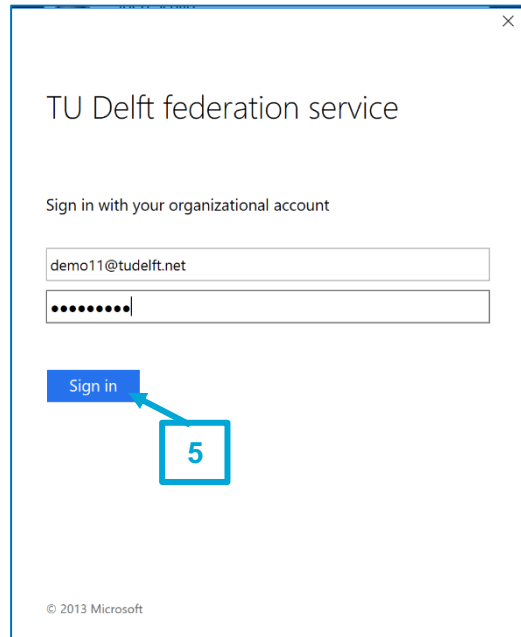 TU Delft federation service
Sign in with your organizational account
demo11@tudelft.net
●●●●●●●●●
Sign in
5
© 2013 Microsoft